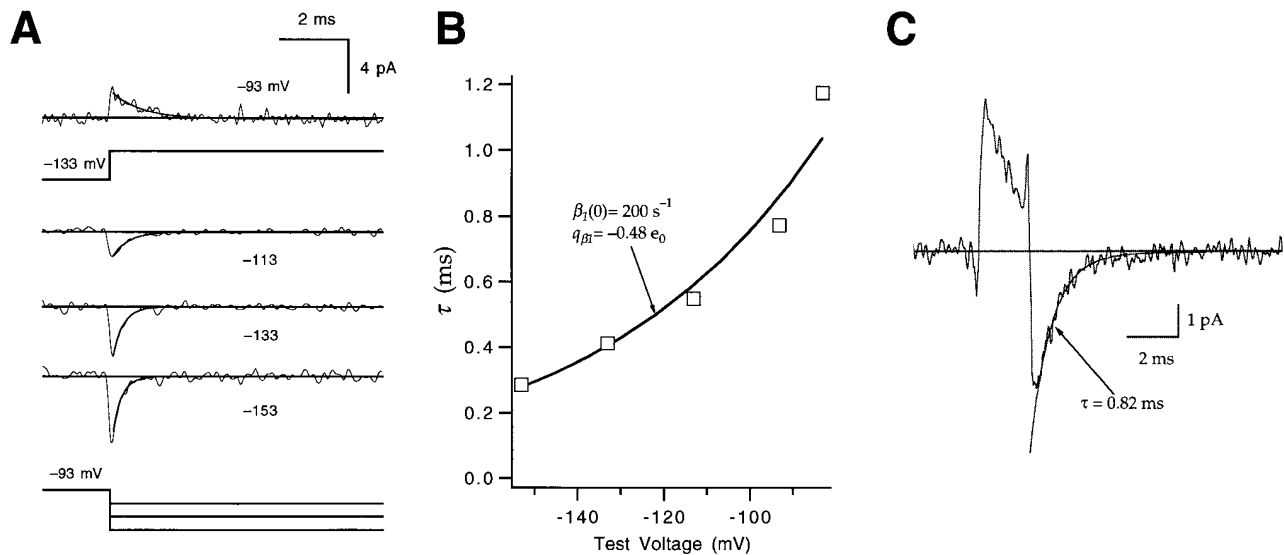 A
2 ms
4 pA
−93 mV
−133 mV
−113
−133
−153
−93 mV
B
1.2
1.0
0.8
0.6
0.4
0.2
0.0
τ (ms)
β1(0)= 200 s−1
qβ1= −0.48 e0
-140
-120
-100
Test Voltage (mV)
C
1 pA
2 ms
τ = 0.82 ms